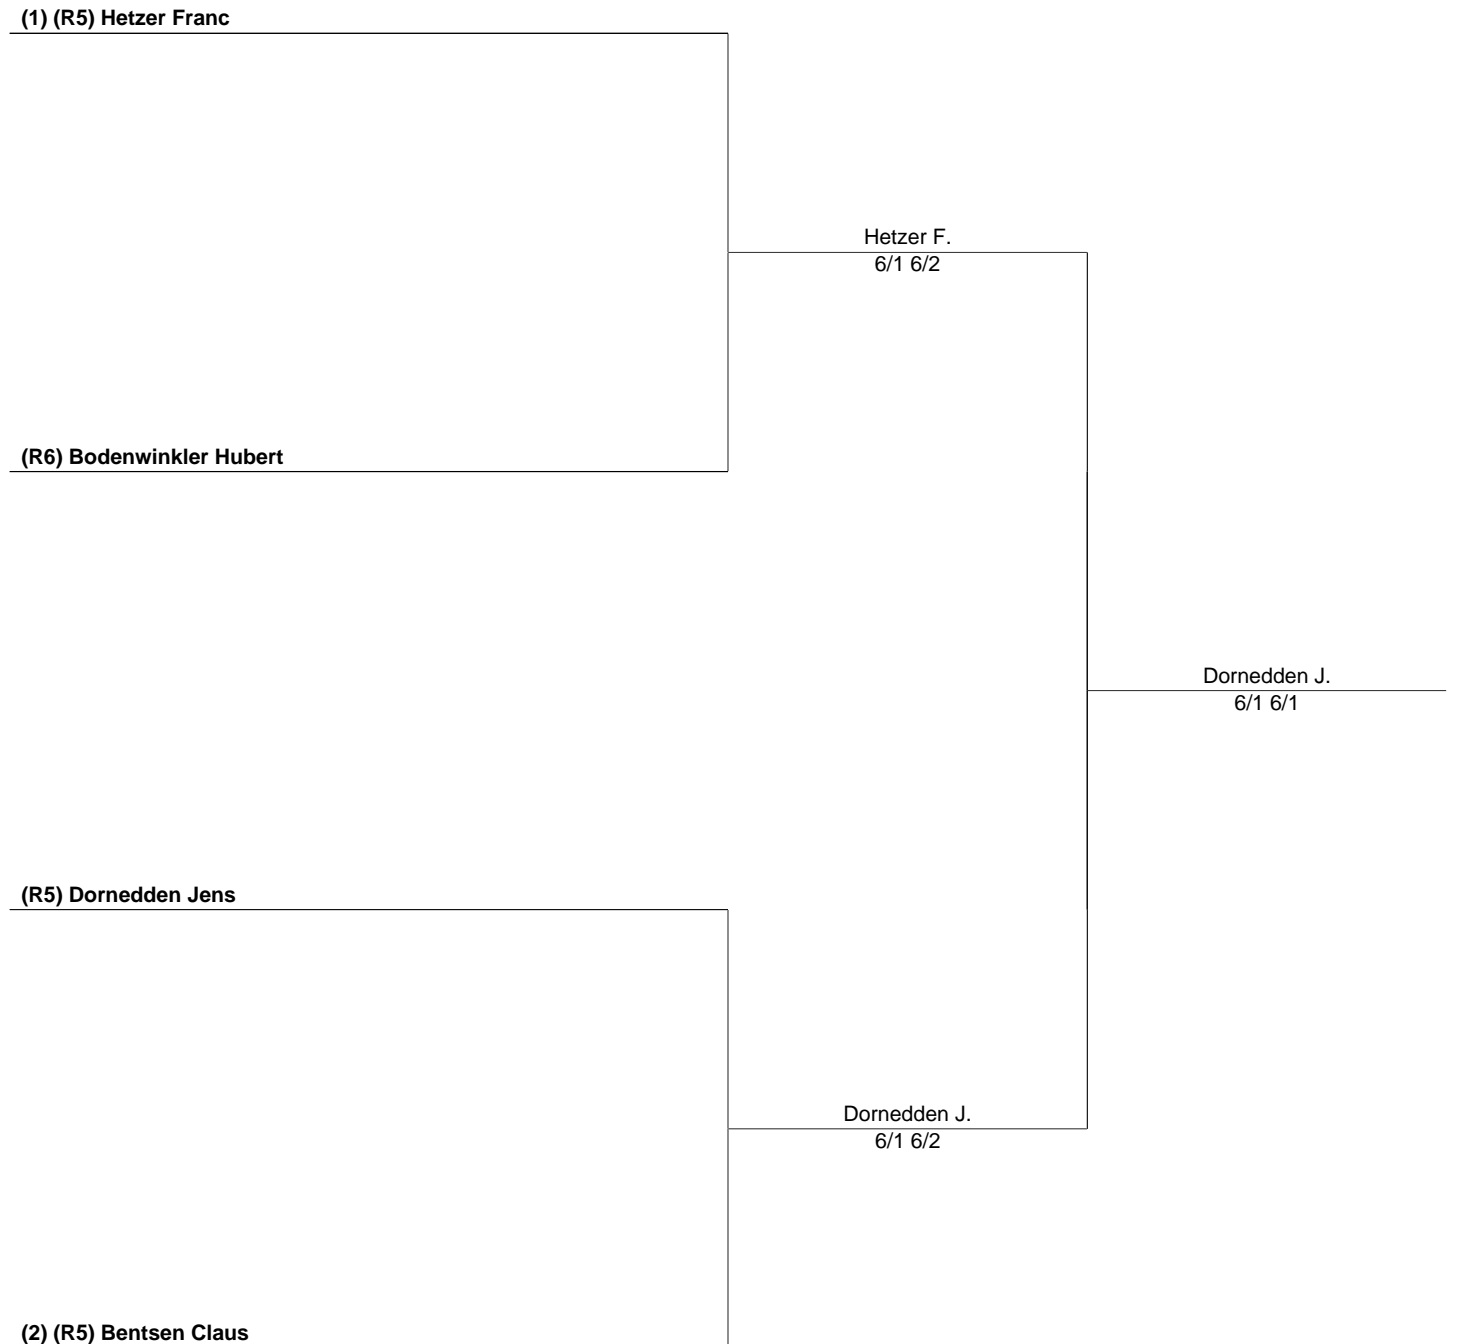 (1) (R5) Hetzer Franc
Hetzer F.
6/1 6/2
(R6) Bodenwinkler Hubert
Dornedden J.
6/1 6/1
(R5) Dornedden Jens
Dornedden J.
6/1 6/2
(2) (R5) Bentsen Claus